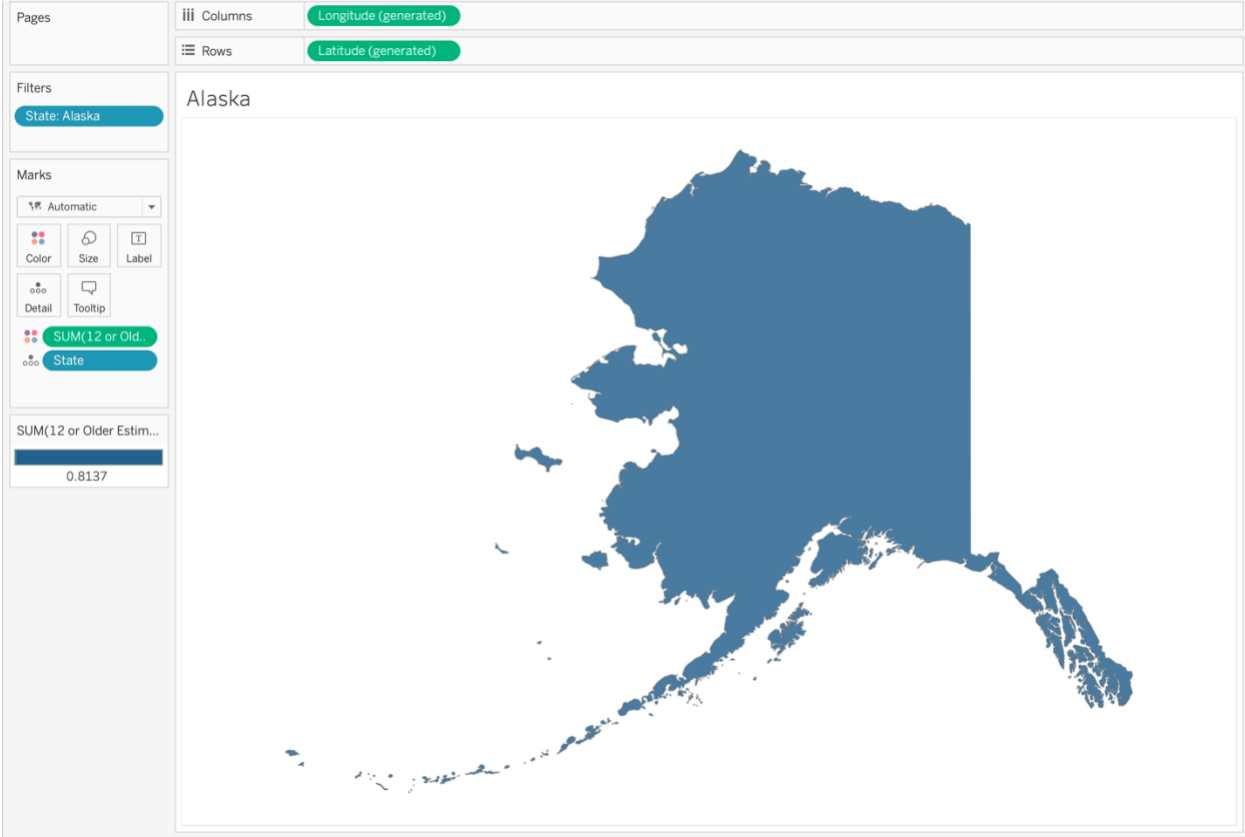 Pages
Columns
Longitude (generated)
Rows
Latitude (generated)
Filters
State: Alaska
Marks
Automatic
Color
Size
T
Label
Detail
Tooltip
SUM(12 or Old..
State
SUM(12 or Older Estim...
0.8137
Alaska